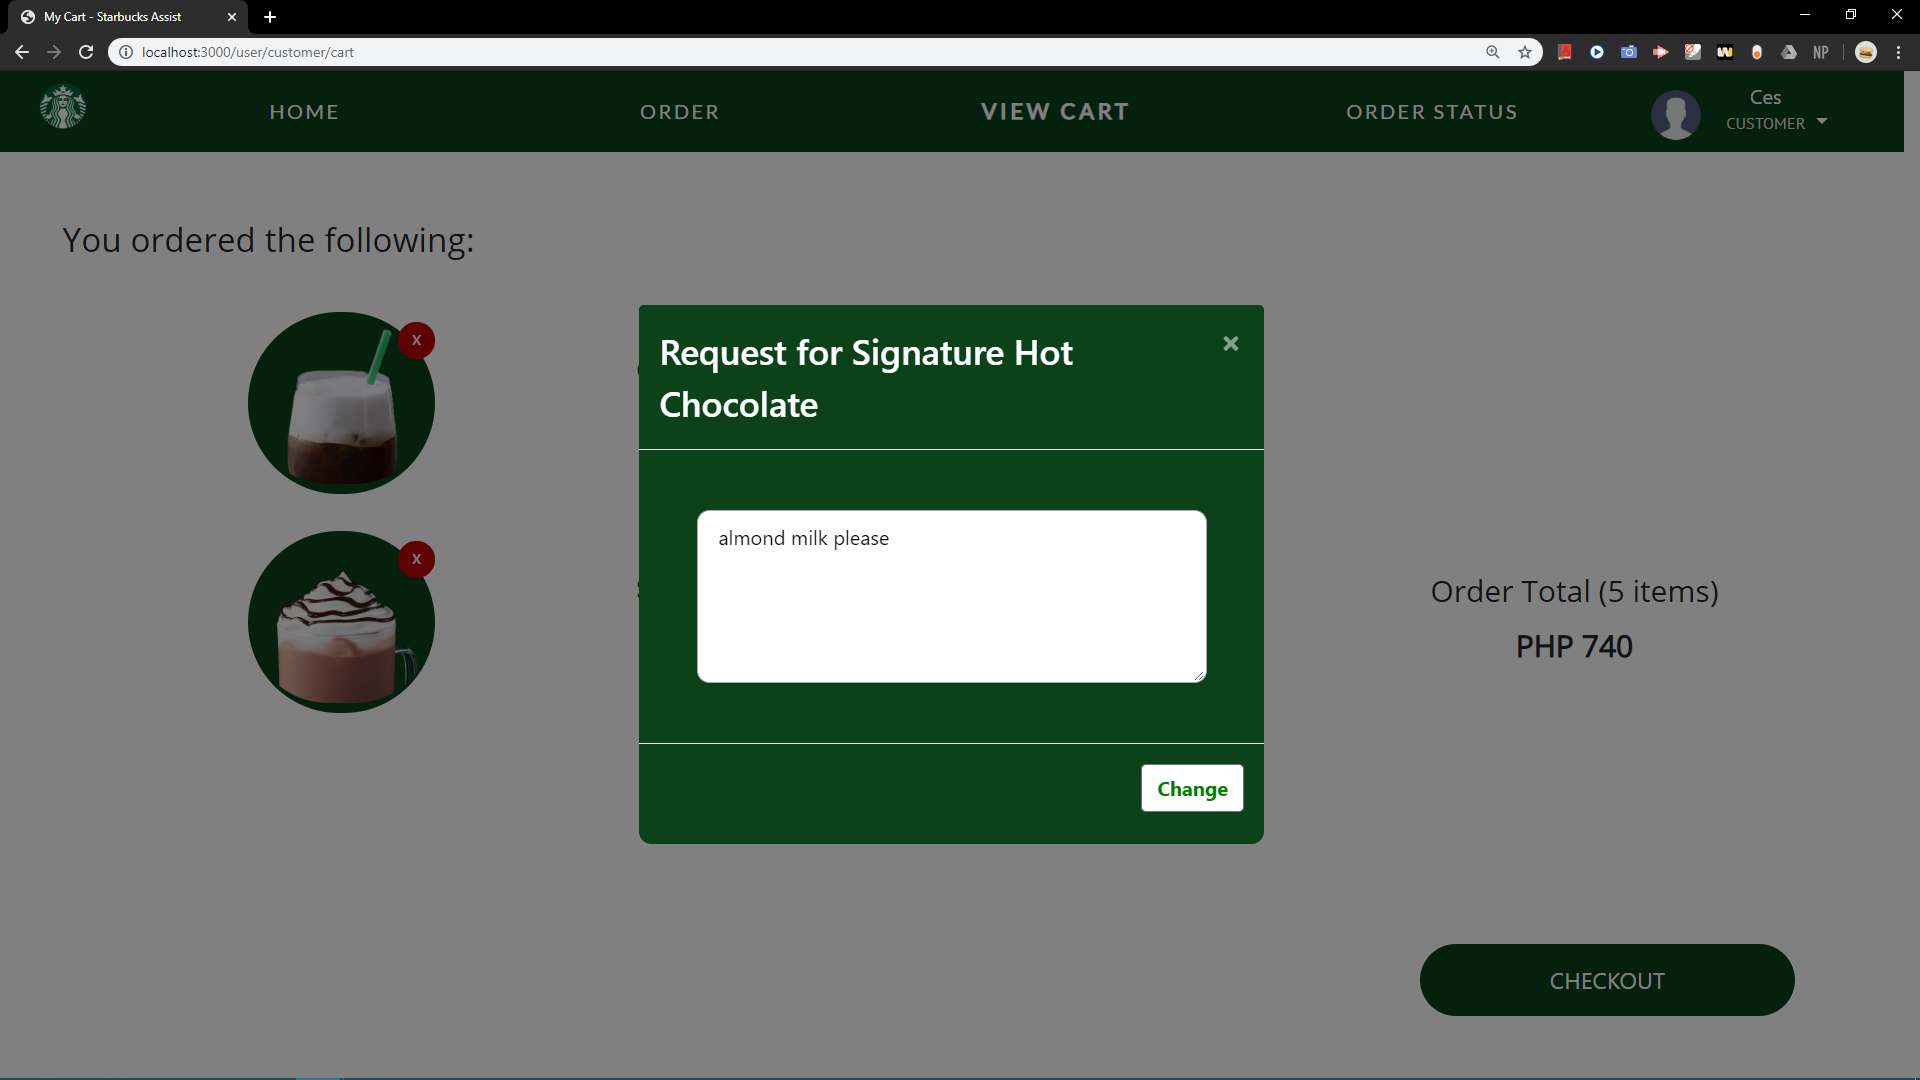 My Cart - Starbucks Assist
localhost:3000/user/customer/cart
NP
HOME
ORDER
VIEW CART
ORDER STATUS
Ces
CUSTOMER
You ordered the following:
x
x
Request for Signature Hot
Chocolate
×
almond milk please
Change
Order Total (5 items)
PHP 740
CHECKOUT